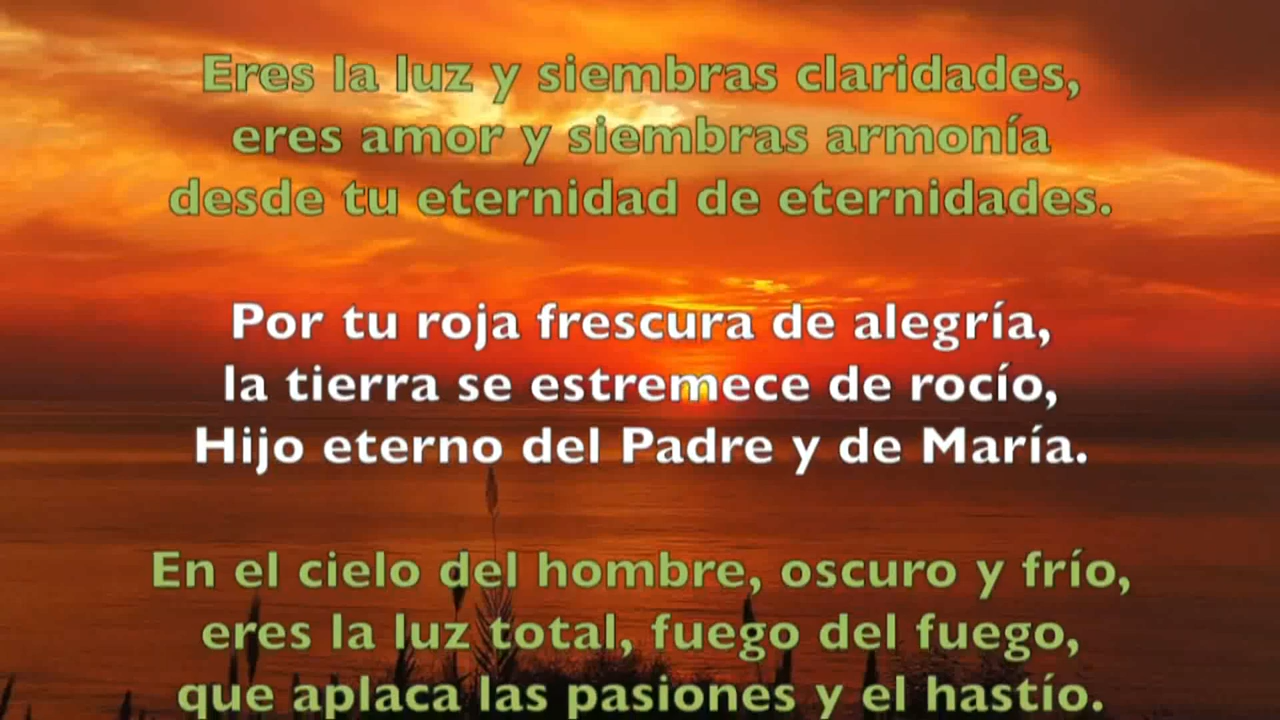 Eres la luz y siembras claridades,
eres amor y siembras armonía
desde tu eternidad de eternidades.
Por tu roja frescura de alegría,
la tierra se estremece de rocío,
Hijo eterno del Padre y de María.
En el cielo del hombre, oscuro y frío,
eres la luz total, fuego del fuego,
que aplaca las pasiones y el hastío.